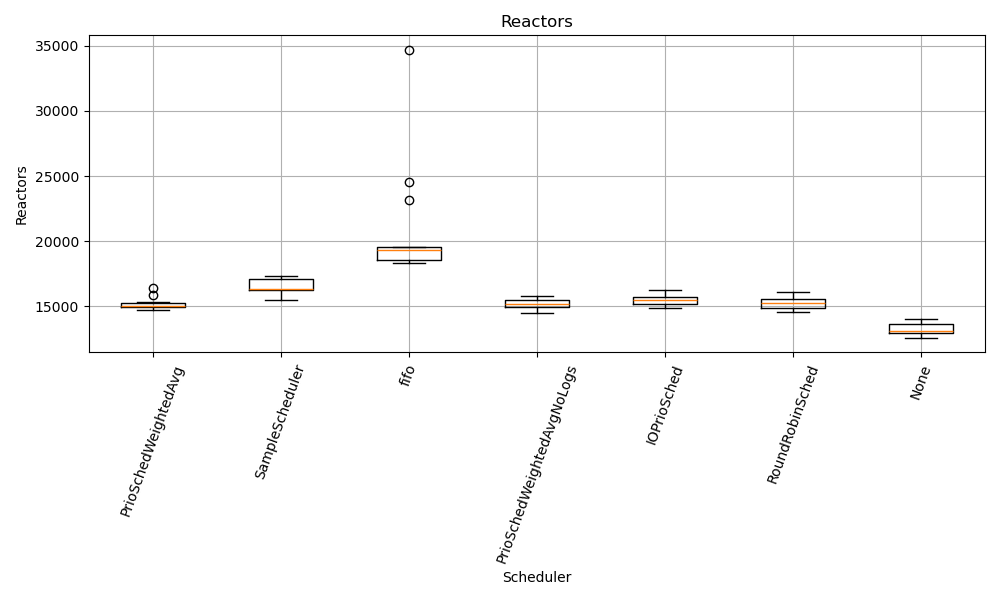 Reactors
35000
30000
25000
20000
15000
Reactors
PrioSchedWeightedAvg
SampleScheduler
fifo
PrioSchedWeightedAvgNoLogs
IOPrioSched
RoundRobinSched
None
Scheduler